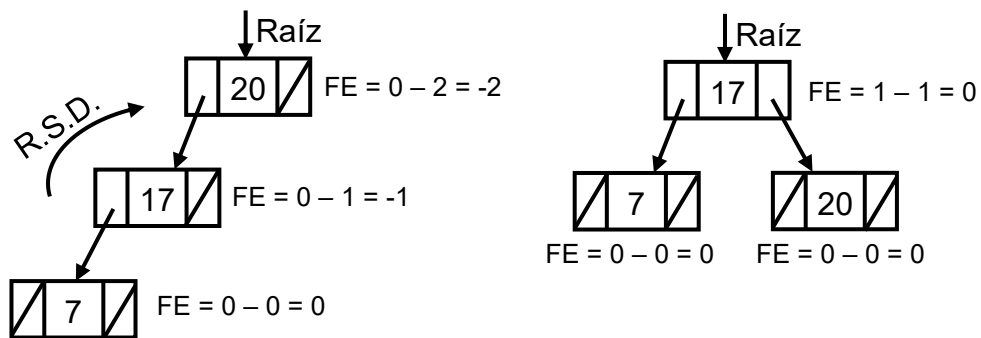 Raíz
20 FE = 0 – 2 = -2
R.S.D.
17 FE = 0 – 1 = -1
7 FE = 0 – 0 = 0
Raíz
17 FE = 1 – 1 = 0
7 20
FE = 0 – 0 = 0 FE = 0 – 0 = 0